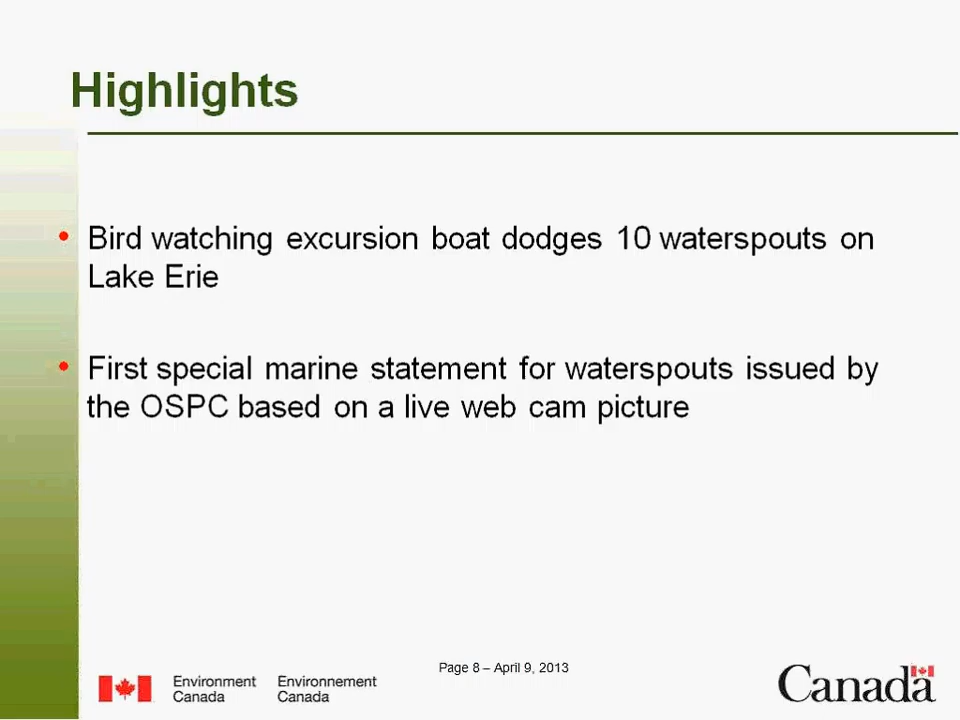 Highlights
• Bird watching excursion boat dodges 10 waterspouts on
Lake Erie
• First special marine statement for waterspouts issued by
the OSPC based on a live web cam picture
Page 8 – April 9, 2013
Environment Environnement
Canada Canada
Canada